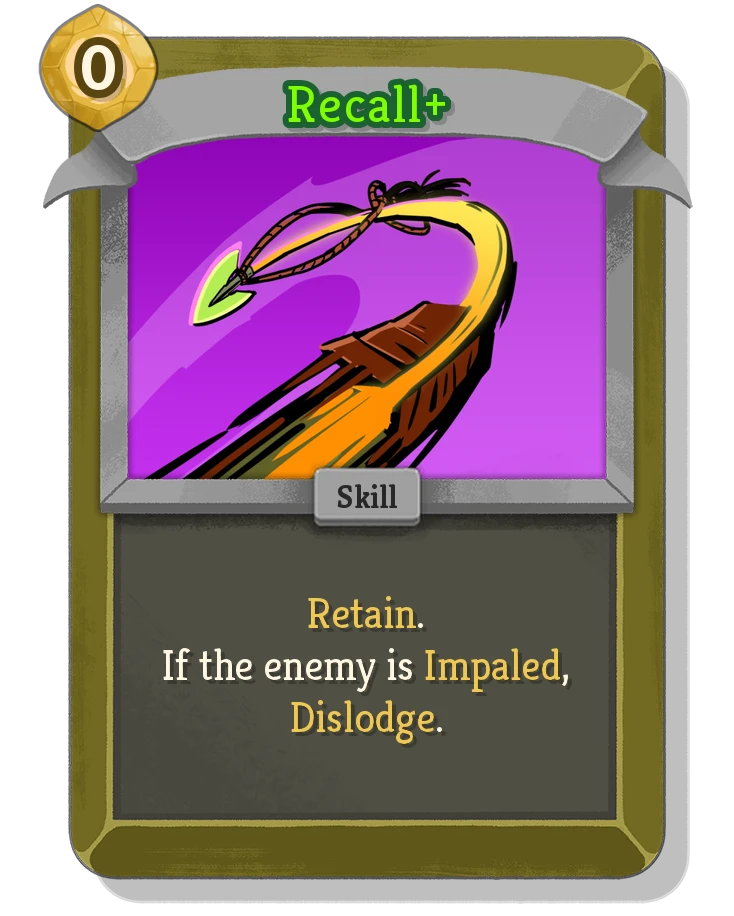 0
Recall+
Skill
Retain.
If the enemy is Impaled,
Dislodge.